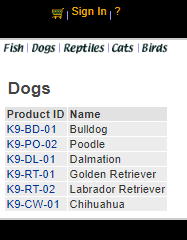 | Sign In | ?
Fish | Dogs | Reptiles | Cats | Birds
Dogs
Product ID Name
K9-BD-01 Bulldog
K9-PO-02 Poodle
K9-DL-01 Dalmation
K9-RT-01 Golden Retriever
K9-RT-02 Labrador Retriever
K9-CW-01 Chihuahua